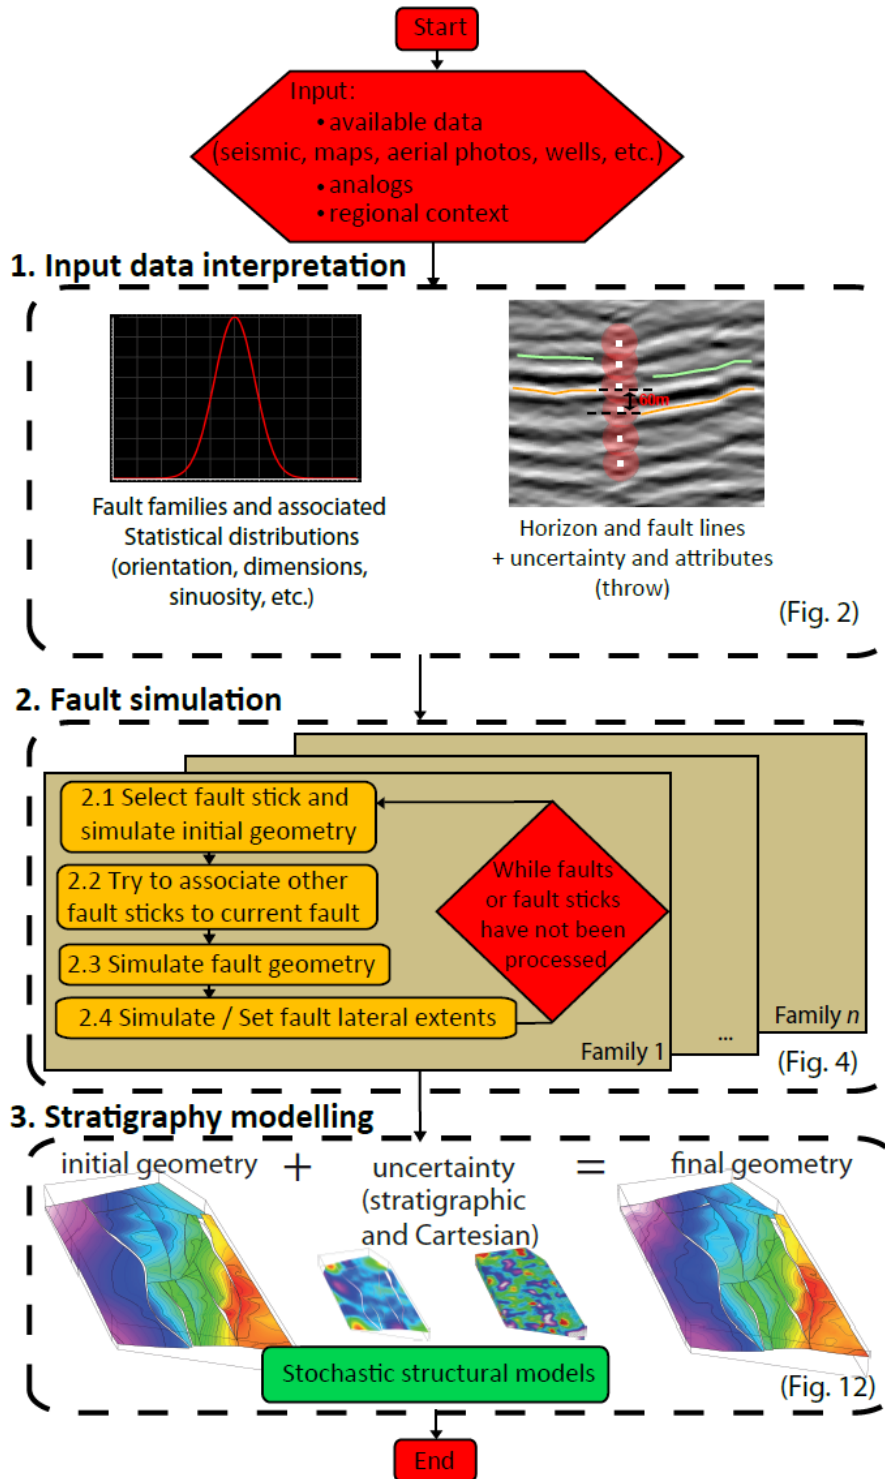 Start
Input:
• available data
(seismic, maps, aerial photos, wells, etc.)
• analogs
• regional context
1. Input data interpretation
60m
Fault families and associated
Statistical distributions
(orientation, dimensions,
sinuosity, etc.)
Horizon and fault lines
+ uncertainty and attributes
(throw)
(Fig. 2)
2. Fault simulation
2.1 Select fault stick and
simulate initial geometry
2.2 Try to associate other
fault sticks to current fault
2.3 Simulate fault geometry
2.4 Simulate / Set fault lateral extents
While faults
or fault sticks
have not been
processed
Family 1
...
Family n
(Fig. 4)
3. Stratigraphy modelling
initial geometry
+
uncertainty
(stratigraphic
and Cartesian)
=
final geometry
Stochastic structural models
(Fig. 12)
End